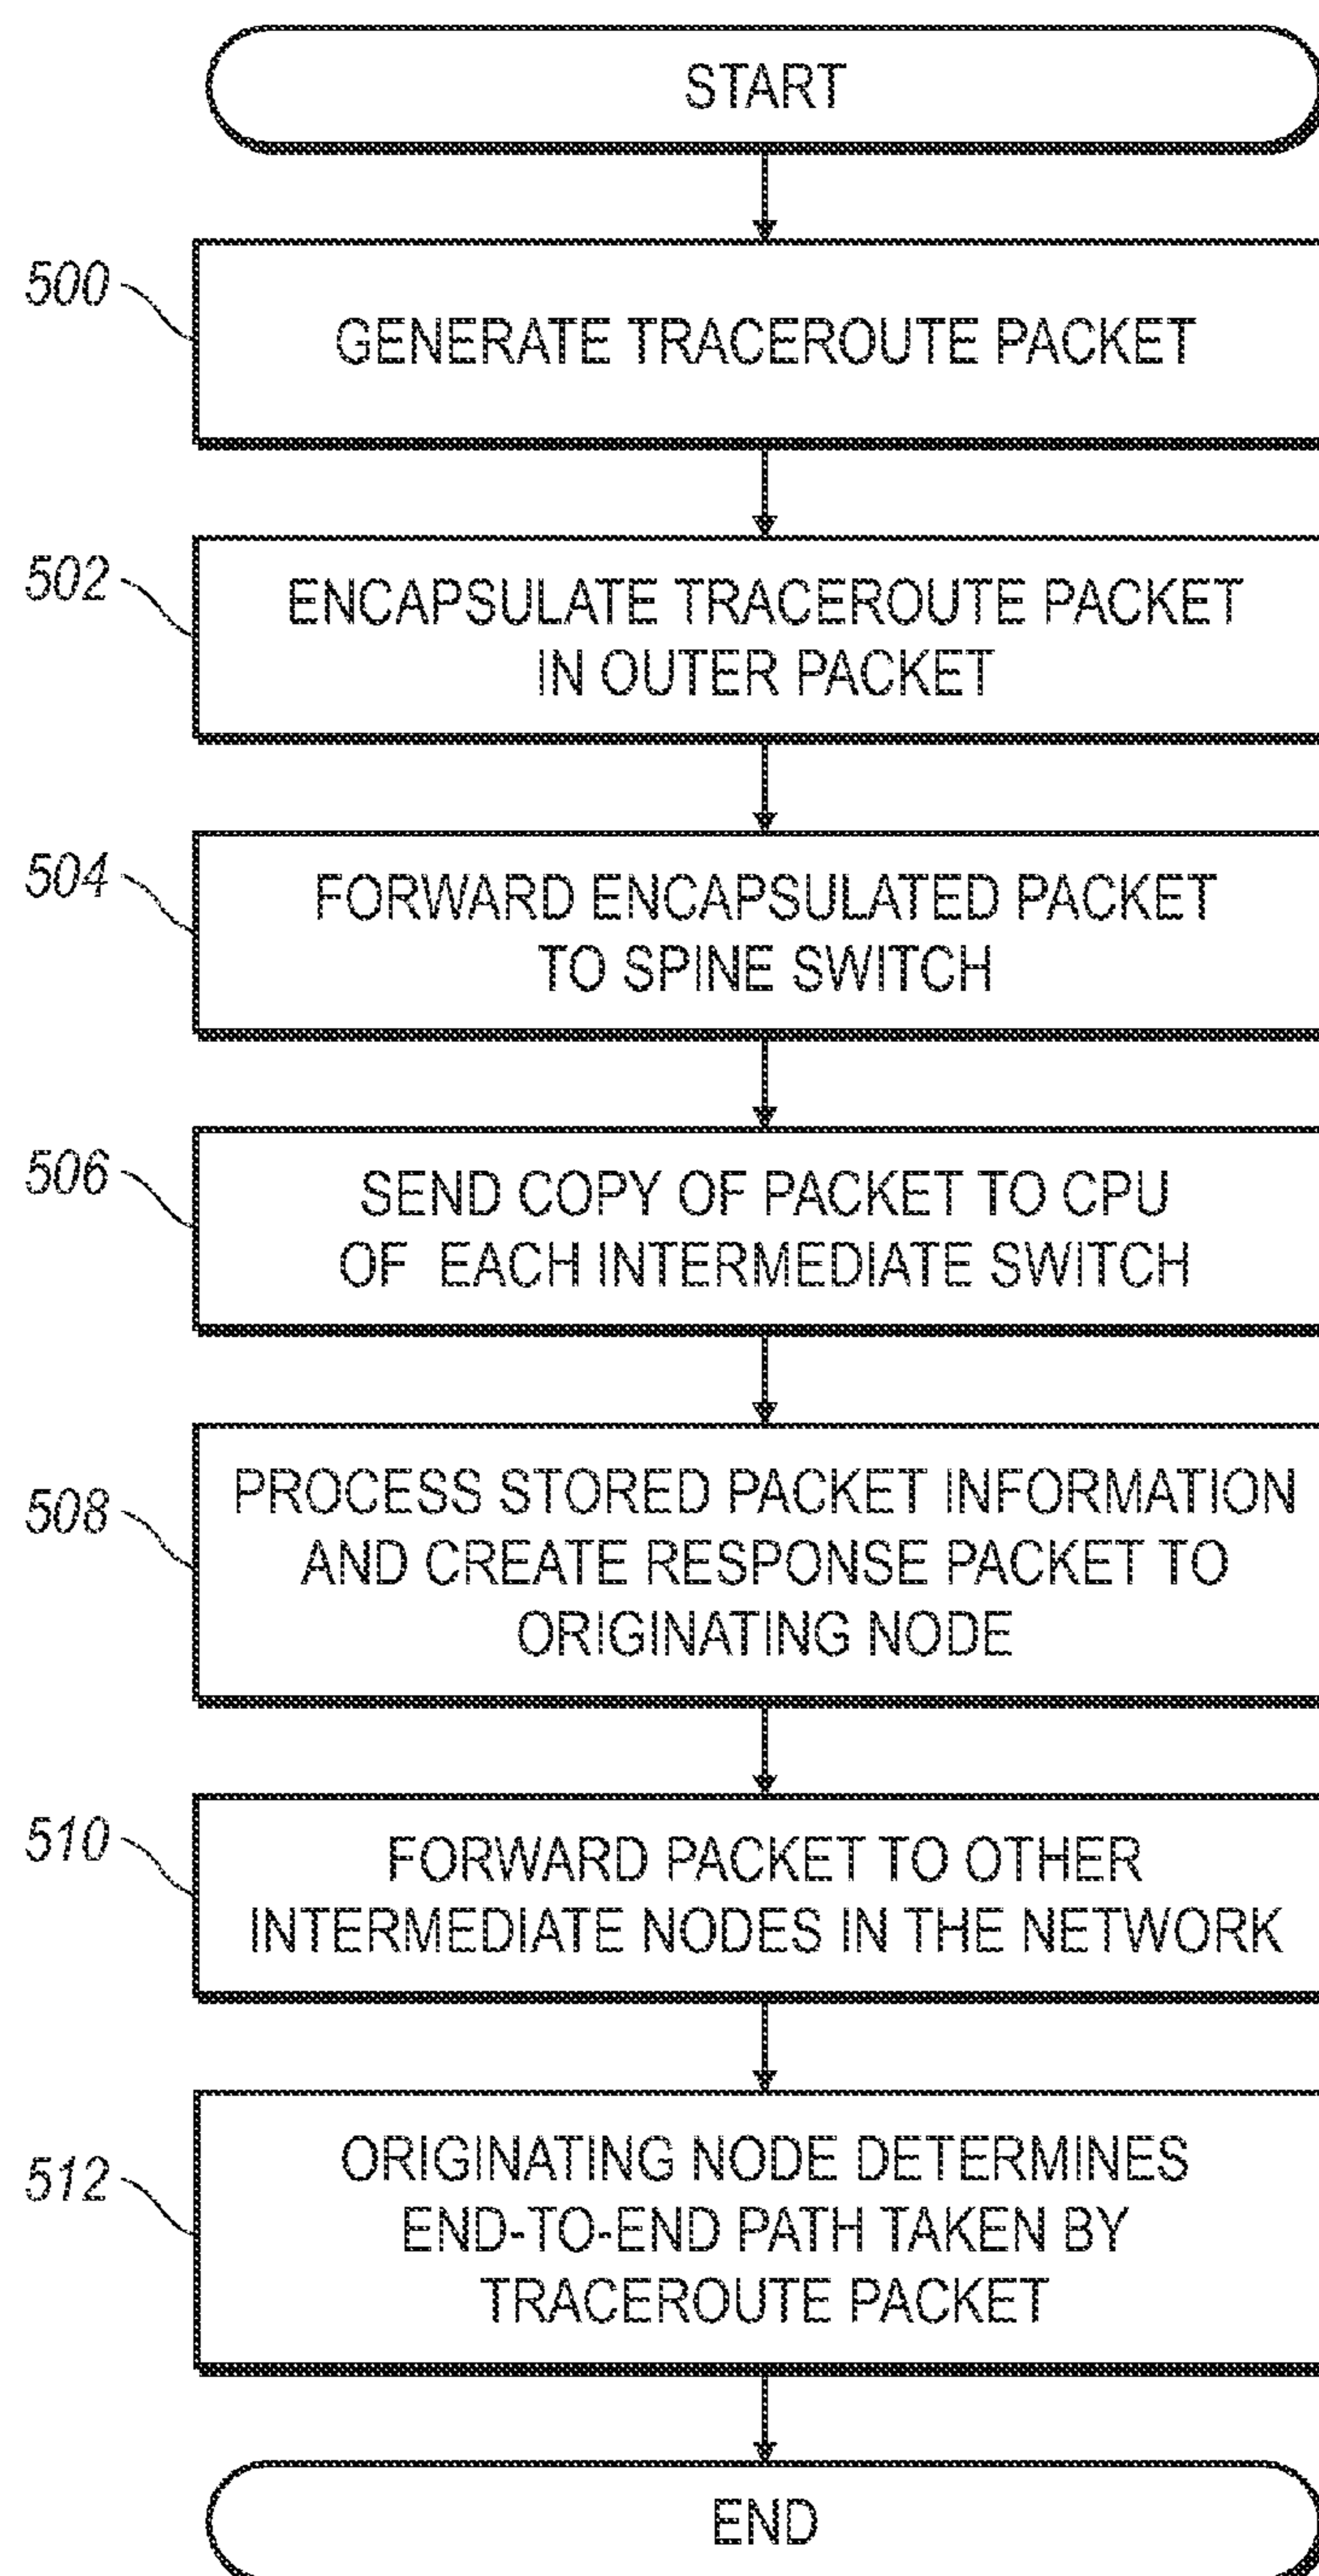 START
500
GENERATE TRACEROUTE PACKET
502
ENCAPSULATE TRACEROUTE PACKET
IN OUTER PACKET
504
FORWARD ENCAPSULATED PACKET
TO SPINE SWITCH
506
SEND COPY OF PACKET TO CPU
OF EACH INTERMEDIATE SWITCH
508
PROCESS STORED PACKET INFORMATION
AND CREATE RESPONSE PACKET TO
ORIGINATING NODE
510
FORWARD PACKET TO OTHER
INTERMEDIATE NODES IN THE NETWORK
512
ORIGINATING NODE DETERMINES
END-TO-END PATH TAKEN BY
TRACEROUTE PACKET
END